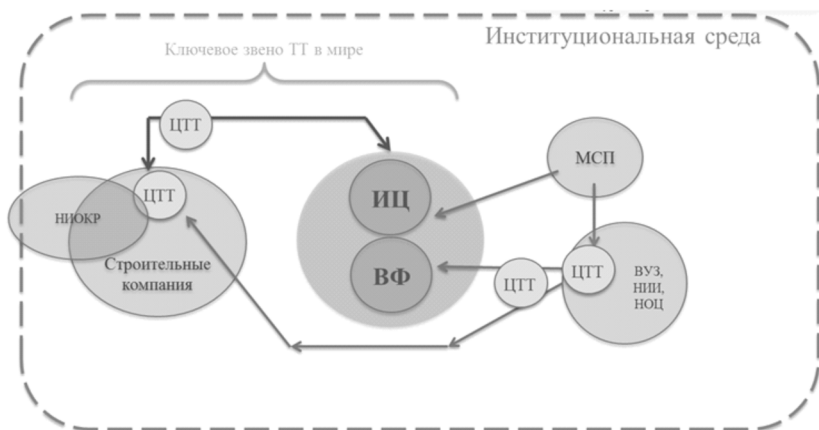 Институциональная среда
Ключевое звено ТТ в мире
ЦТТ
ЦТТ
НИОКР
Строительные
компания
ИЦ
ВФ
МСП
ЦТТ
ЦТТ
ВУЗ,
НИИ,
НОЦ